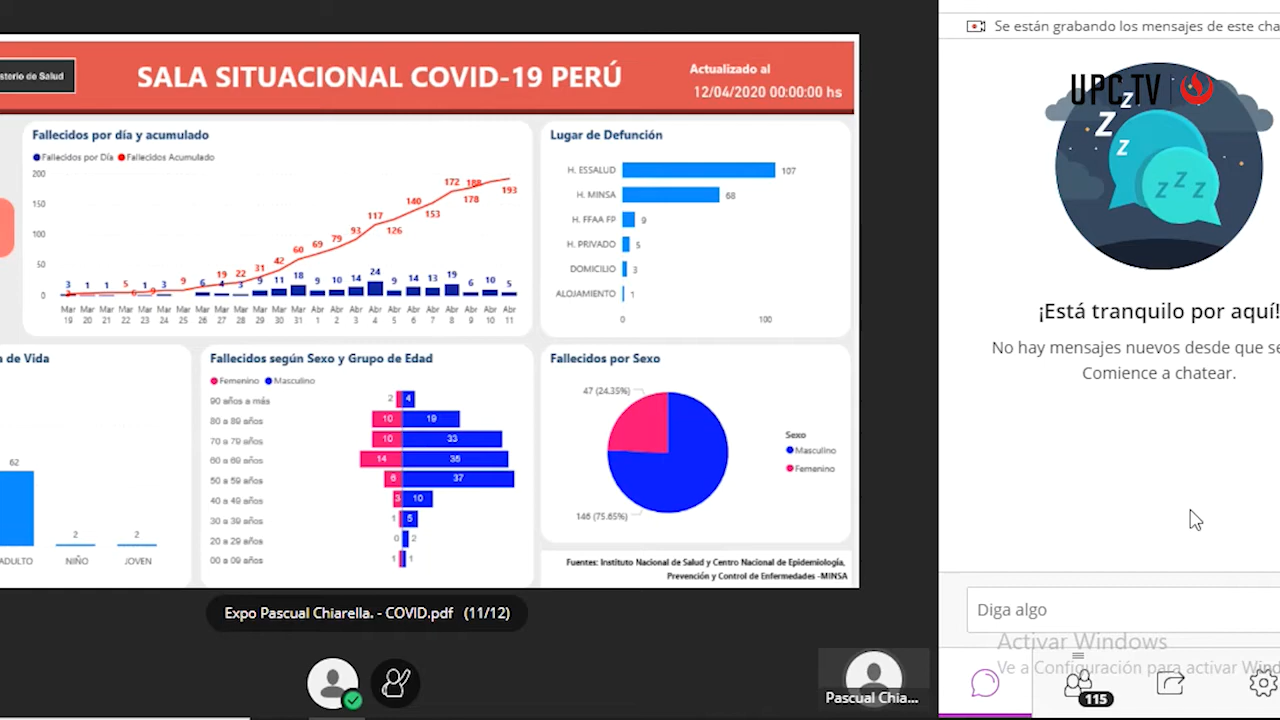 Se están grabando los mensajes de este cha
UPC TV
sterio de Salud
SALA SITUACIONAL COVID-19 PERÚ
Actualizado al
12/04/2020 00:00:00 hs
Fallecidos por día y acumulado
Fallecidos por Día Fallecidos Acumulado
200
150
100
50
0
3 1 1 5 1 3 9 6 4 3 9 11 18 9 10 14 24 9 14 13 19 6 10 5
3 6 9 19 22 31 42 60 69 79 93 117 126 140 153 172 178 188 193
Mar Mar Mar Mar Mar Mar Mar Mar Mar Mar Mar Mar Mar Abr Abr Abr Abr Abr Abr Abr Abr Abr Abr Abr
19 20 21 22 23 24 25 26 27 28 29 30 31 1 2 3 4 5 6 7 8 9 10 11
Lugar de Defunción
H. ESSALUD 107
H. MINSA 68
H. FFAA FP 9
H. PRIVADO 5
DOMICILIO 3
ALOJAMIENTO 1
0 100
a de Vida
62
2
2
ADULTO NIÑO JOVEN
Fallecidos según Sexo y Grupo de Edad
Femenino Masculino
90 años a más 2 4
80 a 89 años 10 19
70 a 79 años 10 33
60 a 69 años 14 35
50 a 59 años 6 37
40 a 49 años 3 10
30 a 39 años 1 5
20 a 29 años 0 2
00 a 09 años 1 1
Fallecidos por Sexo
47 (24.35%)
146 (75.65%)
Sexo
Masculino
Femenino
Fuentes: Instituto Nacional de Salud y Centro Nacional de Epidemiología,
Prevención y Control de Enfermedades -MINSA
Expo Pascual Chiarella. - COVID.pdf (11/12)
Pascual Chia...
z
Z
z
z z z
¡Está tranquilo por aquí!
No hay mensajes nuevos desde que se
Comience a chatear.
Diga algo
Activar Windows
Ve a Configuración para activar Wind
115